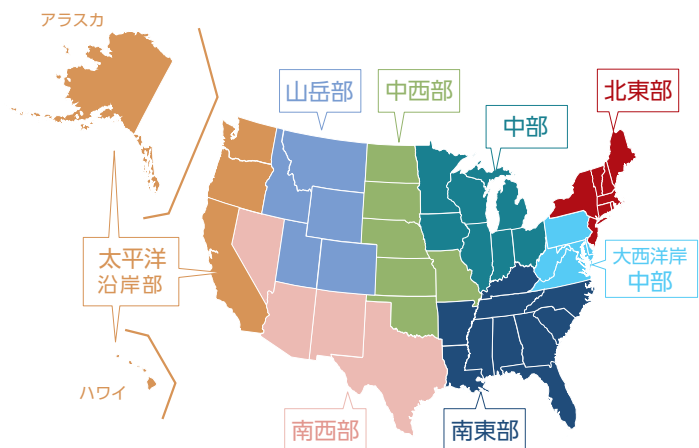 アラスカ
山岳部
中西部
北東部
中部
太平洋
沿岸部
大西洋岸
中部
ハワイ
南西部
南東部